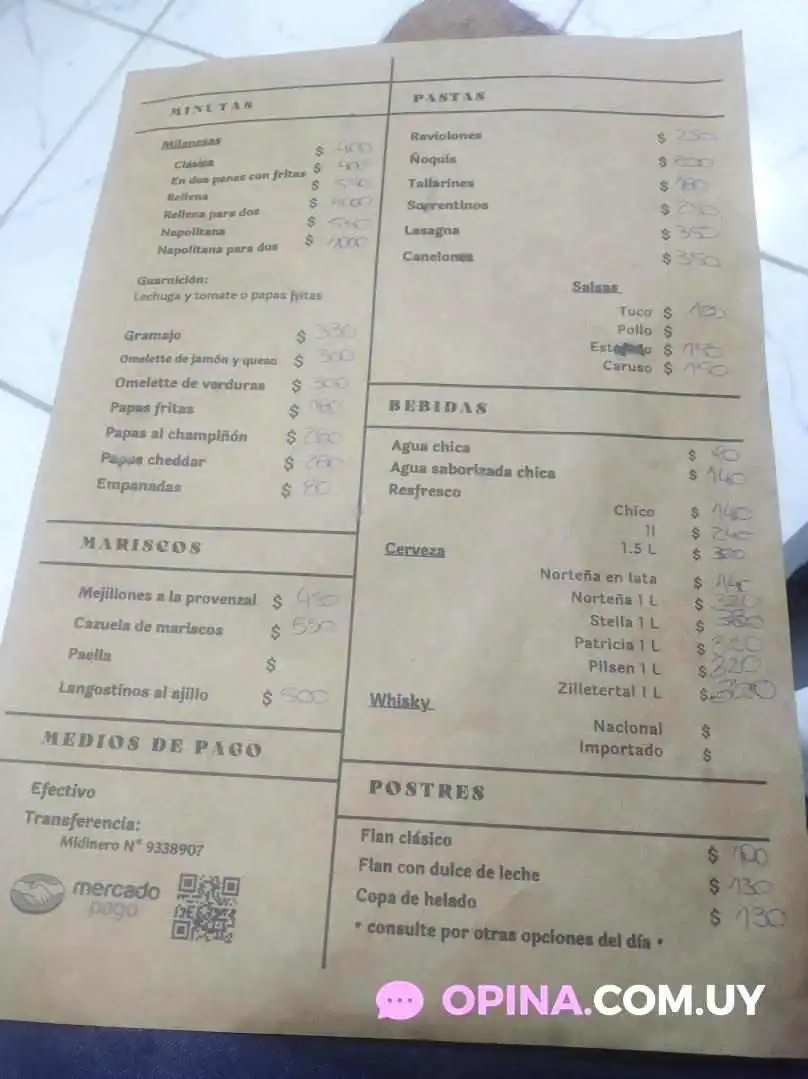 MINUTAS
Milanesas
Clásica $ 400
En dos panes con fritas $ 400
Rellena $
Rellena para dos $ 1000
Napolitana $ 540
Napolitana para dos $ 1000
Guarnición:
Lechuga y tomate o papas fritas
Gramajo $ 330
Omelette de jamón y queso $ 300
Omelette de verduras $ 300
Papas fritas $ 180
Papas al champiñón $ 280
Papas cheddar $ 280
Empanadas $ 80
MARISCOS
Mejillones a la provenzal $ 450
Cazuela de mariscos $ 550
Paella $
Langostinos al ajillo $ 500
MEDIOS DE PAGO
Efectivo
Transferencia:
Midinero N° 9338907
mercado
pago
PASTAS
Raviolones $ 250
Ñoquis $ 200
Tallarines $ 180
Sorrentinos $
Lasagna $ 350
Canelones $ 350
Salsas
Tuco $ 100
Pollo $
$ 150
Caruso $ 150
BEBIDAS
Agua chica $ 90
Agua saborizada chica $ 140
Resfresco
Chico $ 140
1l $ 240
1.5 L $ 320
Cerveza
Norteña en lata $ 140
Norteña 1 L $ 320
Stella 1 L $ 380
Patricia 1 L $ 320
Pilsen 1 L $ 320
Zilletertal 1 L $ 320
Whisky
Nacional $
Importado $
POSTRES
Flan clásico $ 100
Flan con dulce de leche $ 130
Copa de helado $ 130
* consulte por otras opciones del día *
OPINA.COM.UY